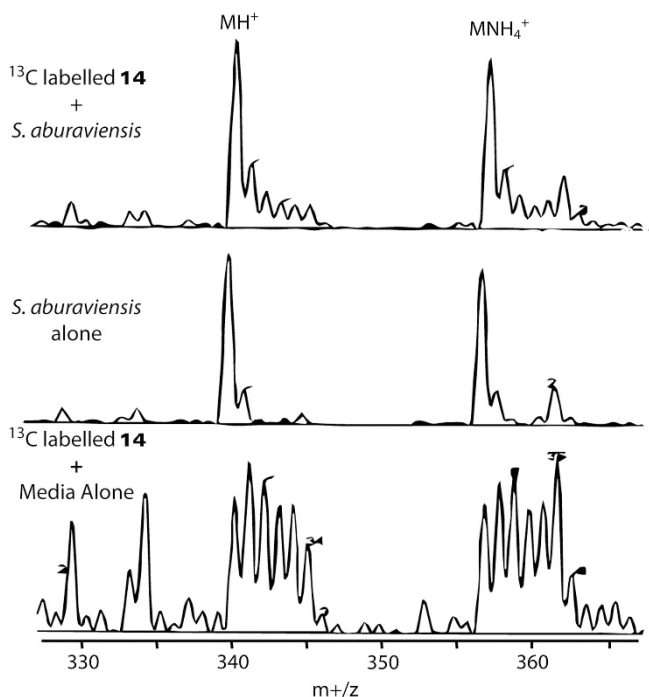 MH⁺
MNH₄⁺
¹³C labelled 14
+
S. aburaviensis
S. aburaviensis
alone
¹³C labelled 14
+
Media Alone
330 340 350 360
m+/z